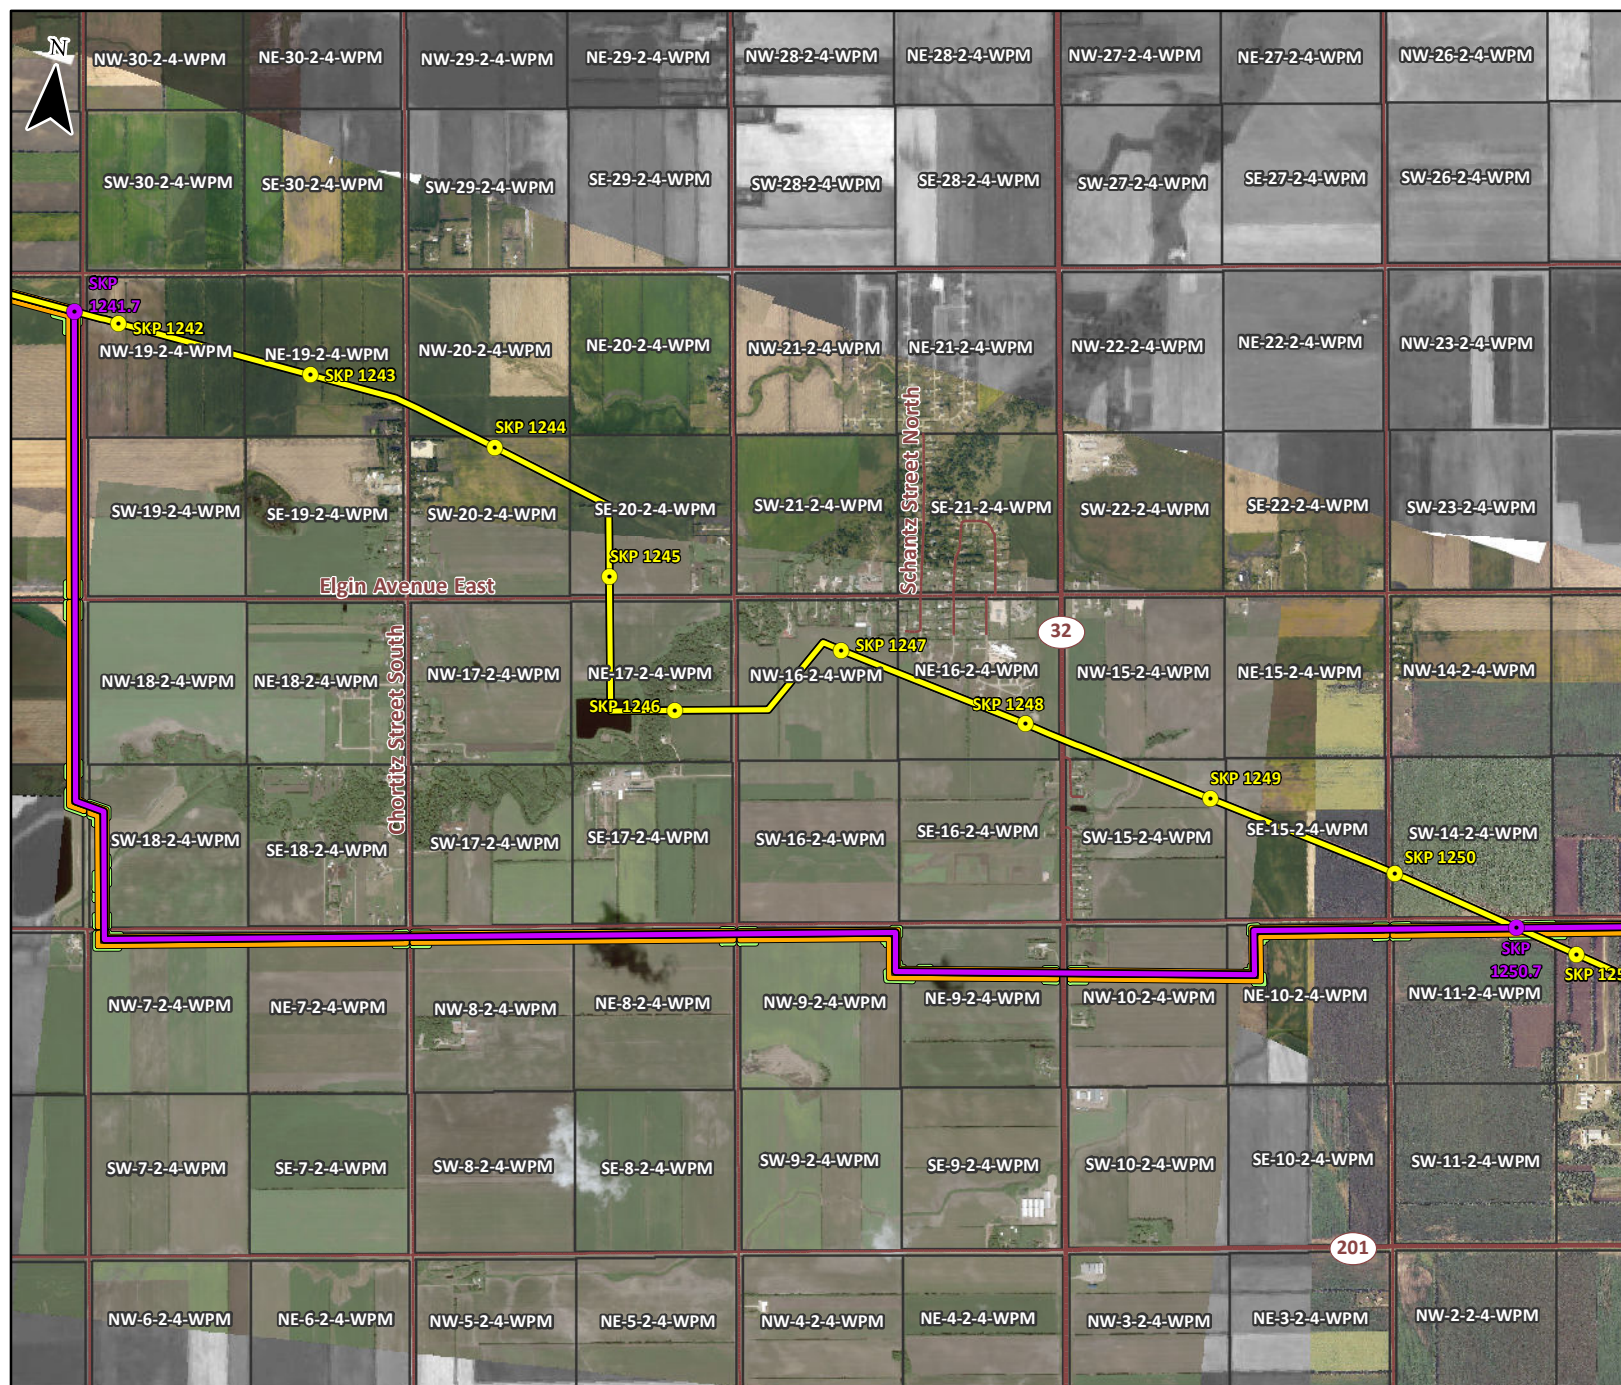 N
NW-30-2-4-WPM NE-30-2-4-WPM NW-29-2-4-WPM NE-29-2-4-WPM NW-28-2-4-WPM NE-28-2-4-WPM NW-27-2-4-WPM NE-27-2-4-WPM NW-26-2-4-WPM
SW-30-2-4-WPM SE-30-2-4-WPM SW-29-2-4-WPM SE-29-2-4-WPM SW-28-2-4-WPM SE-28-2-4-WPM SW-27-2-4-WPM SE-27-2-4-WPM SW-26-2-4-WPM
SKP
1241.7
SKP 1242
NW-19-2-4-WPM NE-19-2-4-WPM NW-20-2-4-WPM NE-20-2-4-WPM NW-21-2-4-WPM NE-21-2-4-WPM NW-22-2-4-WPM NE-22-2-4-WPM NW-23-2-4-WPM
SKP 1243
SKP 1244
Schantz Street North
SW-19-2-4-WPM SE-19-2-4-WPM SW-20-2-4-WPM SE-20-2-4-WPM SW-21-2-4-WPM SE-21-2-4-WPM SW-22-2-4-WPM SE-22-2-4-WPM SW-23-2-4-WPM
SKP 1245
Elgin Avenue East
32
SKP 1247
Chortitz Street South
NW-18-2-4-WPM NE-18-2-4-WPM NW-17-2-4-WPM NE-17-2-4-WPM NW-16-2-4-WPM NE-16-2-4-WPM NW-15-2-4-WPM NE-15-2-4-WPM NW-14-2-4-WPM
SKP 1246
SKP 1248
SKP 1249
SW-18-2-4-WPM SE-18-2-4-WPM SW-17-2-4-WPM SE-17-2-4-WPM SW-16-2-4-WPM SE-16-2-4-WPM SW-15-2-4-WPM SE-15-2-4-WPM SW-14-2-4-WPM
SKP 1250
SKP
1250.7
NW-7-2-4-WPM NE-7-2-4-WPM NW-8-2-4-WPM NE-8-2-4-WPM NW-9-2-4-WPM NE-9-2-4-WPM NW-10-2-4-WPM NE-10-2-4-WPM NW-11-2-4-WPM
SW-7-2-4-WPM SE-7-2-4-WPM SW-8-2-4-WPM SE-8-2-4-WPM SW-9-2-4-WPM SE-9-2-4-WPM SW-10-2-4-WPM SE-10-2-4-WPM SW-11-2-4-WPM
201
NW-6-2-4-WPM NE-6-2-4-WPM NW-5-2-4-WPM NE-5-2-4-WPM NW-4-2-4-WPM NE-4-2-4-WPM NW-3-2-4-WPM NE-3-2-4-WPM NW-2-2-4-WPM